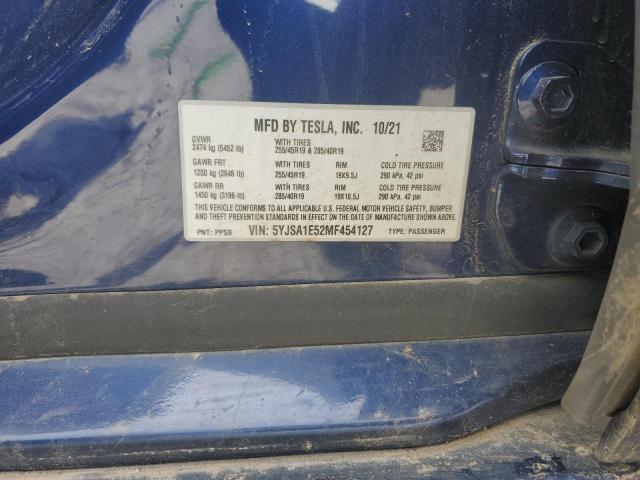 MFD BY TESLA, INC. 10/21
GVWR WITH TIRES
2474 kg (5452 lb) 255/45R19 & 285/40R19
GAWR FRT WITH TIRES RIM COLD TIRE PRESSURE
1200 kg (2645 lb) 255/45R19 19X9.5J 290 kPa, 42 psi
GAWR RR WITH TIRES RIM COLD TIRE PRESSURE
1450 kg (3196 lb) 285/40R19 19X10.5J 290 kPa, 42 psi
THIS VEHICLE CONFORMS TO ALL APPLICABLE U.S. FEDERAL MOTOR VEHICLE SAFETY, BUMPER
AND THEFT PREVENTION STANDARDS IN EFFECT ON THE DATE OF MANUFACTURE SHOWN ABOVE.
PNT: PPSB VIN: 5YJSA1E52MF454127 TYPE: PASSENGER